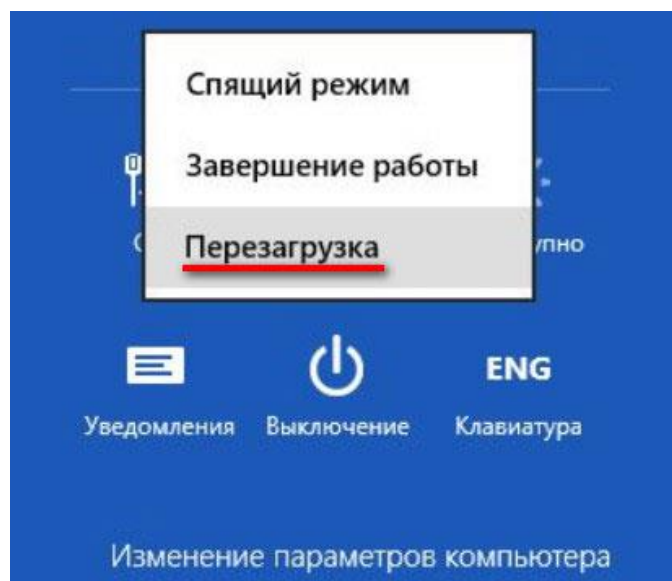 Спящий режим
Завершение работы
Перезагрузка
Уведомления Выключение Клавиатура
ENG
Изменение параметров компьютера